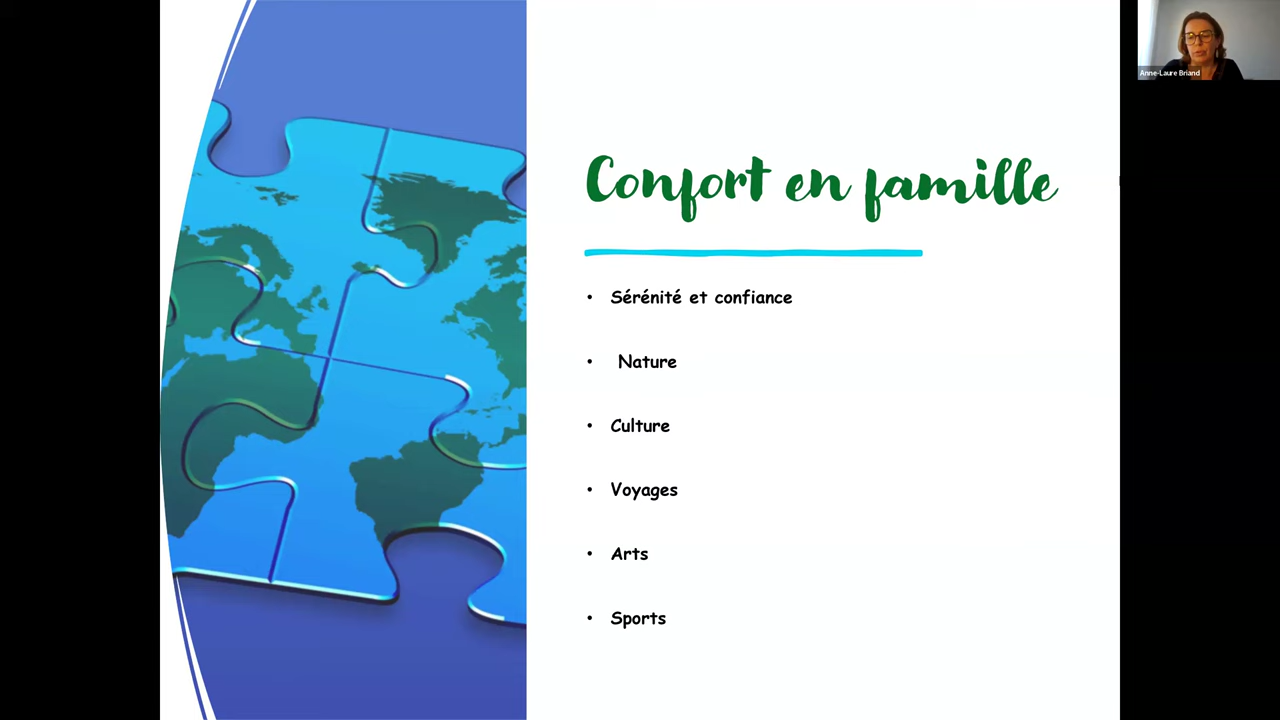 Anne-Laure Briand
Confort en famille
• Sérénité et confiance
• Nature
• Culture
• Voyages
• Arts
• Sports